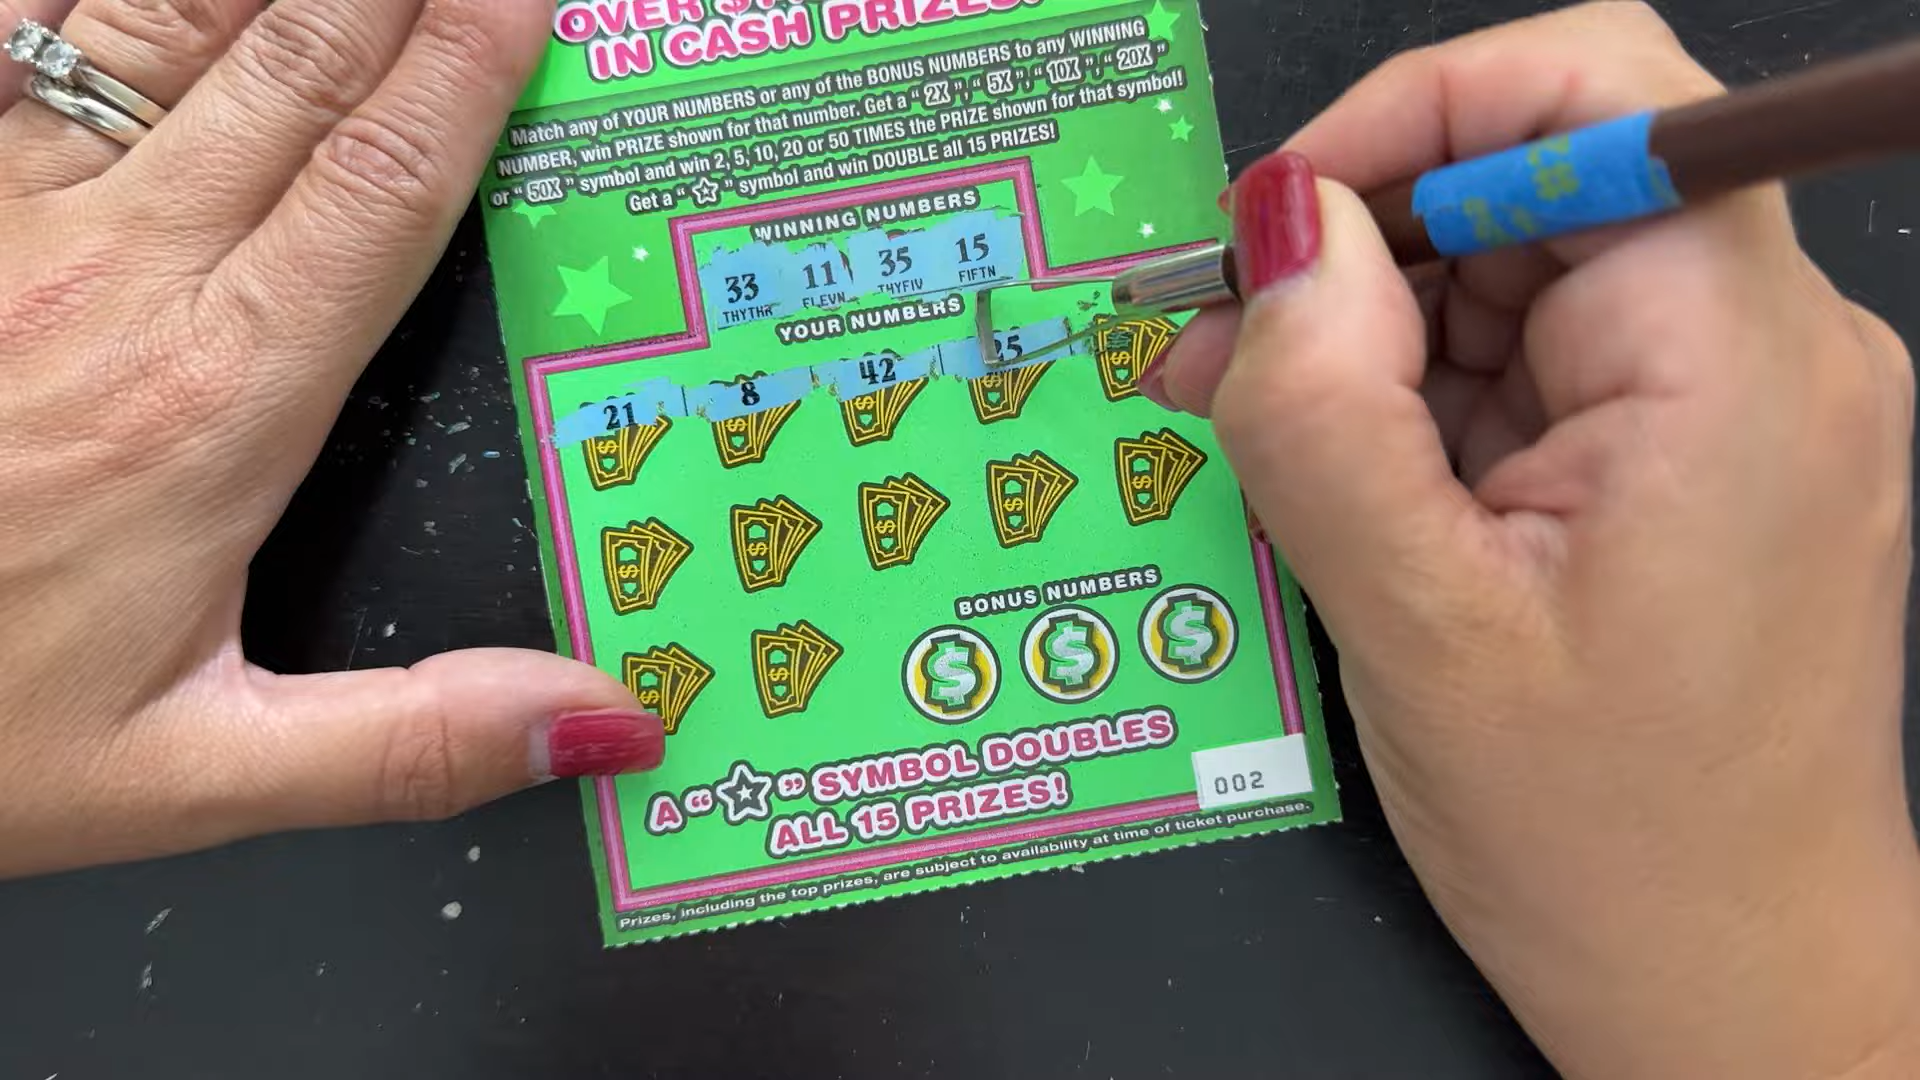 OVER
IN CASH PRIZES!
Match any of YOUR NUMBERS or any of the BONUS NUMBERS to any WINNING
NUMBER, win PRIZE shown for that number. Get a "2X", "5X", "10X", "20X"
or "50X" symbol and win 2, 5, 10, 20 or 50 TIMES the PRIZE shown for that symbol!
Get a "☆" symbol and win DOUBLE all 15 PRIZES!
WINNING NUMBERS
33 11 35 15
THYTHR ELEVN THYFIV FIFTN
YOUR NUMBERS
21 8 42 25
BONUS NUMBERS
A "☆" SYMBOL DOUBLES
ALL 15 PRIZES!
002
Prizes, including the top prizes, are subject to availability at time of ticket purchase.